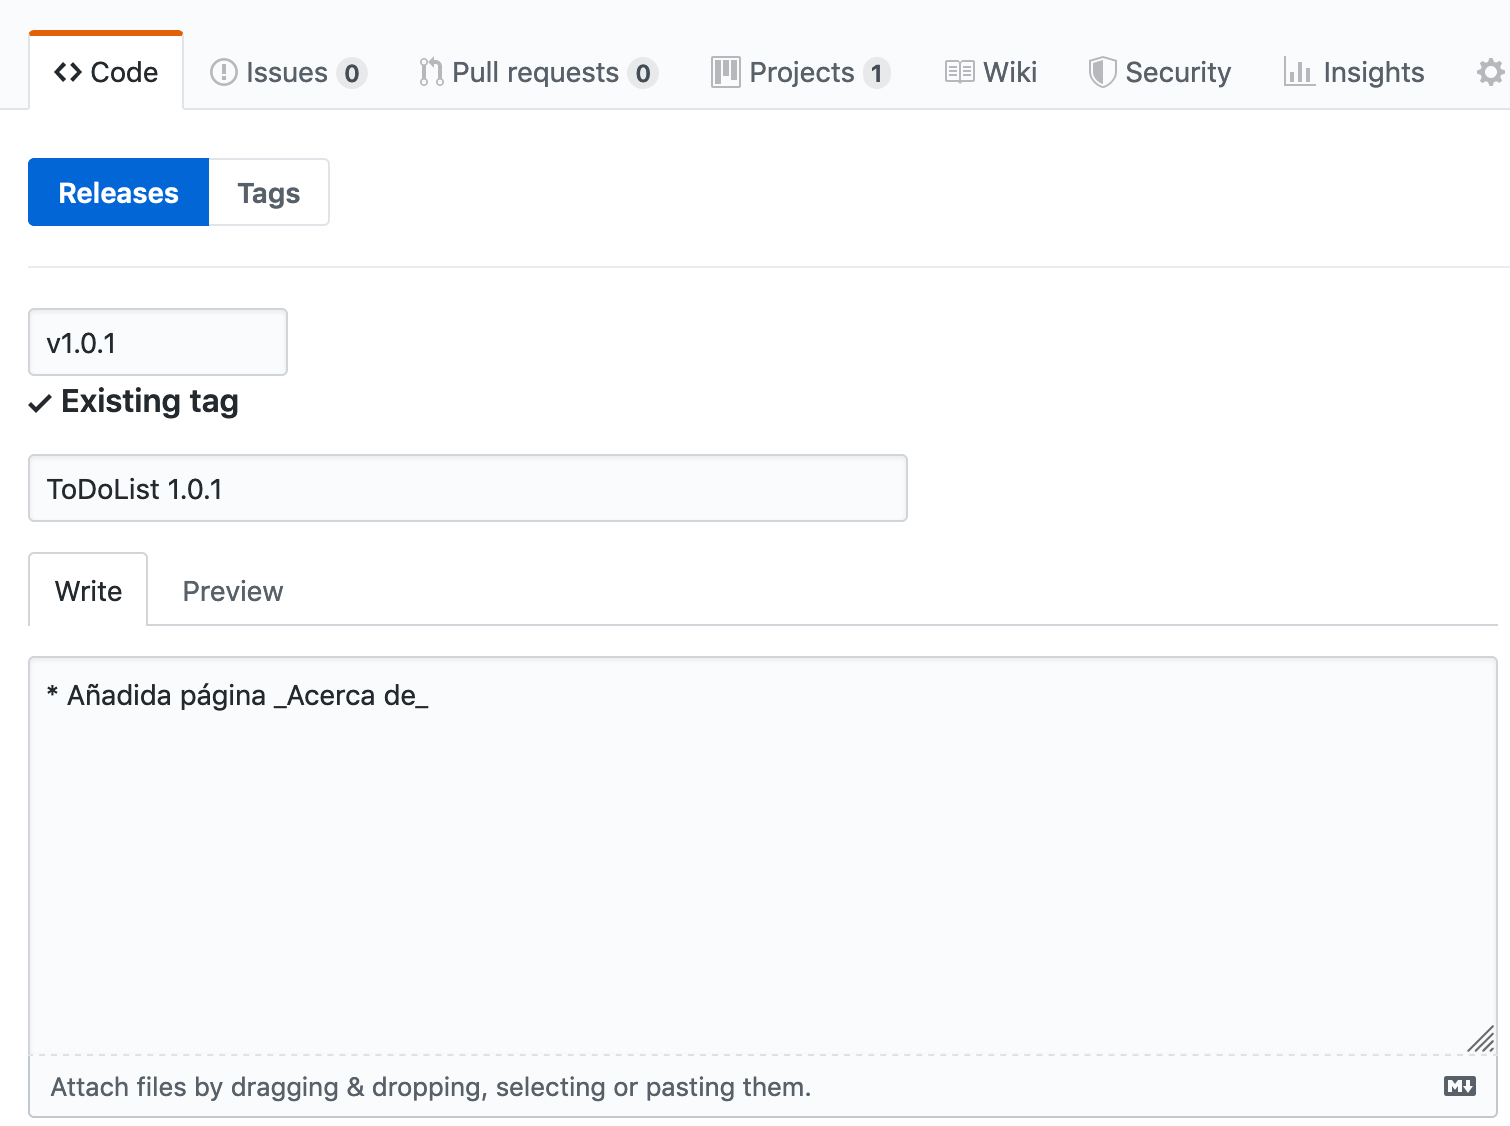 Code Issues 0 Pull requests 0 Projects 1 Wiki Security Insights
Releases Tags
v1.0.1
Existing tag
ToDoList 1.0.1
Write Preview
* Añadida página _Acerca de_
Attach files by dragging & dropping, selecting or pasting them.